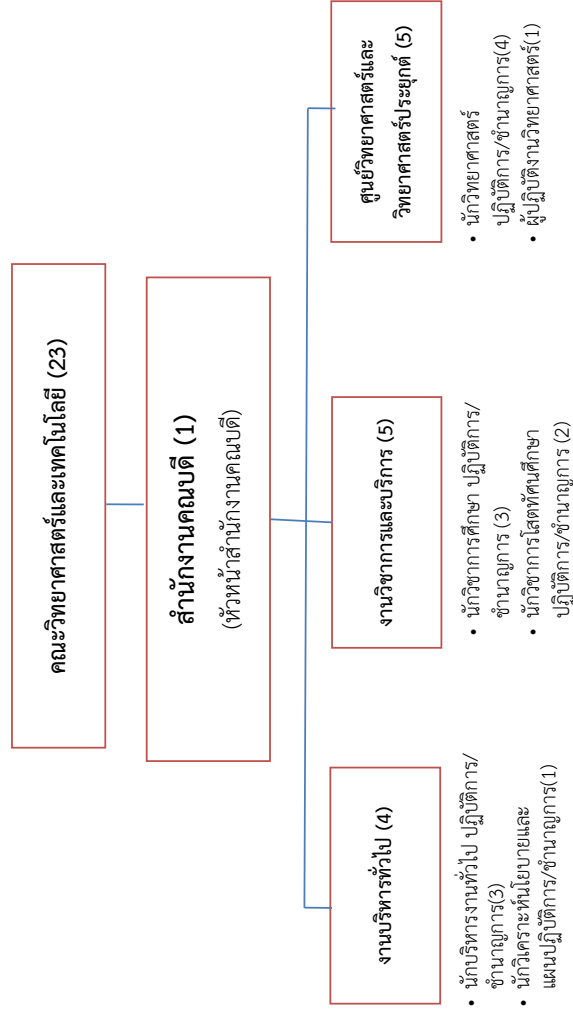 คณะวิทยาศาสตร์และเทคโนโลยี (23)
สำนักงานคณบดี (1)
(หัวหน้าสำนักงานคณบดี)
งานบริหารทั่วไป (4)
• นักบริหารงานทั่วไป ปฏิบัติการ/
ชำนาญการ(3)
• นักวิเคราะห์นโยบายและ
แผนปฏิบัติการ/ชำนาญการ(1)
งานวิชาการและบริการ (5)
• นักวิชาการศึกษา ปฏิบัติการ/
ชำนาญการ (3)
• นักวิชาการโสตทัศนศึกษา
ปฏิบัติการ/ชำนาญการ (2)
ศูนย์วิทยาศาสตร์และ
วิทยาศาสตร์ประยุกต์ (5)
• นักวิทยาศาสตร์
ปฏิบัติการ/ชำนาญการ(4)
• ผู้ปฏิบัติงานวิทยาศาสตร์(1)